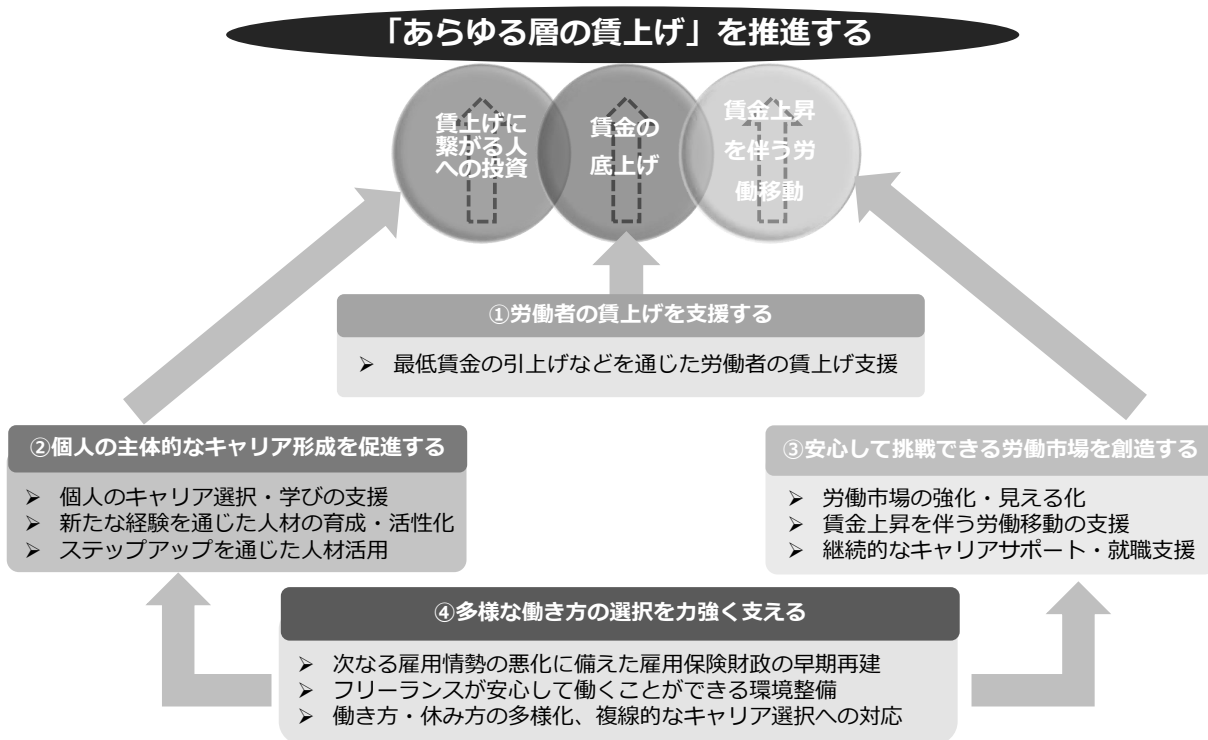 「あらゆる層の賃上げ」を推進する
賃上げに
繋がる人
への投資
賃金の
底上げ
賃金上昇
を伴う労
働移動
①労働者の賃上げを支援する
➢ 最低賃金の引上げなどを通じた労働者の賃上げ支援
②個人の主体的なキャリア形成を促進する
➢ 個人のキャリア選択・学びの支援
➢ 新たな経験を通じた人材の育成・活性化
➢ ステップアップを通じた人材活用
③安心して挑戦できる労働市場を創造する
➢ 労働市場の強化・見える化
➢ 賃金上昇を伴う労働移動の支援
➢ 継続的なキャリアサポート・就職支援
④多様な働き方の選択を力強く支える
➢ 次なる雇用情勢の悪化に備えた雇用保険財政の早期再建
➢ フリーランスが安心して働くことができる環境整備
➢ 働き方・休み方の多様化、複線的なキャリア選択への対応